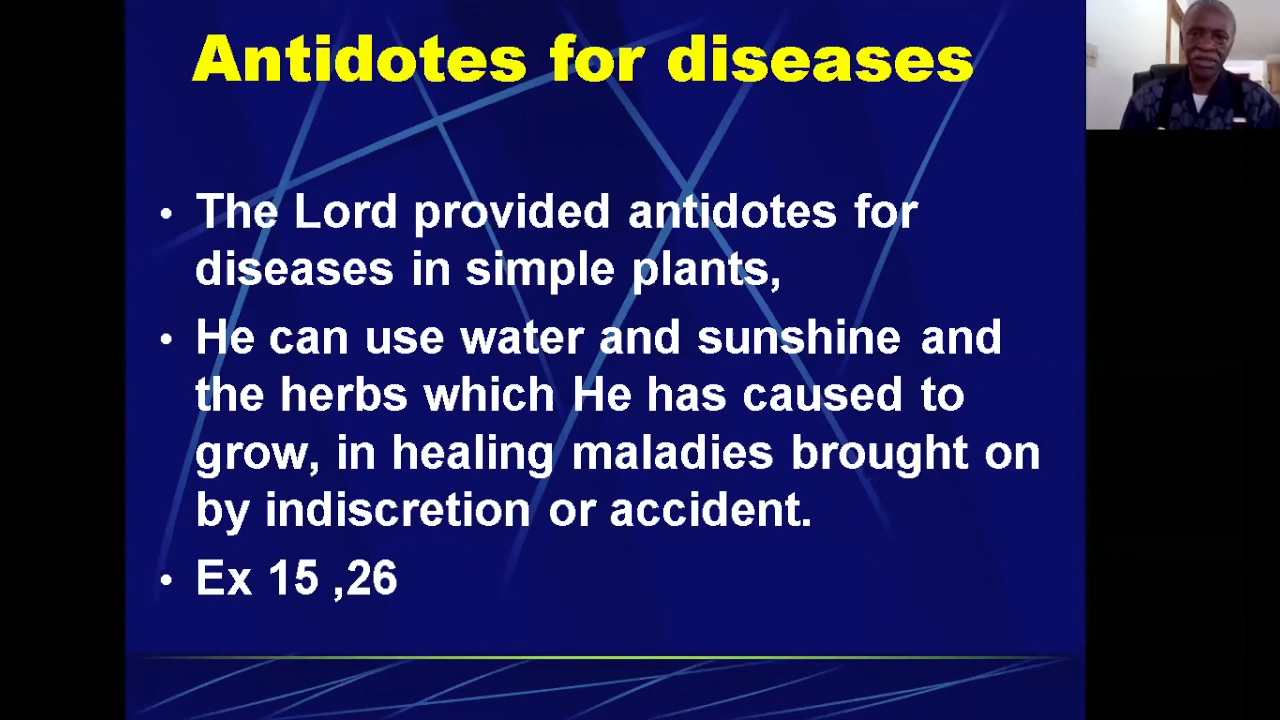 Antidotes for diseases
• The Lord provided antidotes for
diseases in simple plants,
• He can use water and sunshine and
the herbs which He has caused to
grow, in healing maladies brought on
by indiscretion or accident.
• Ex 15 ,26